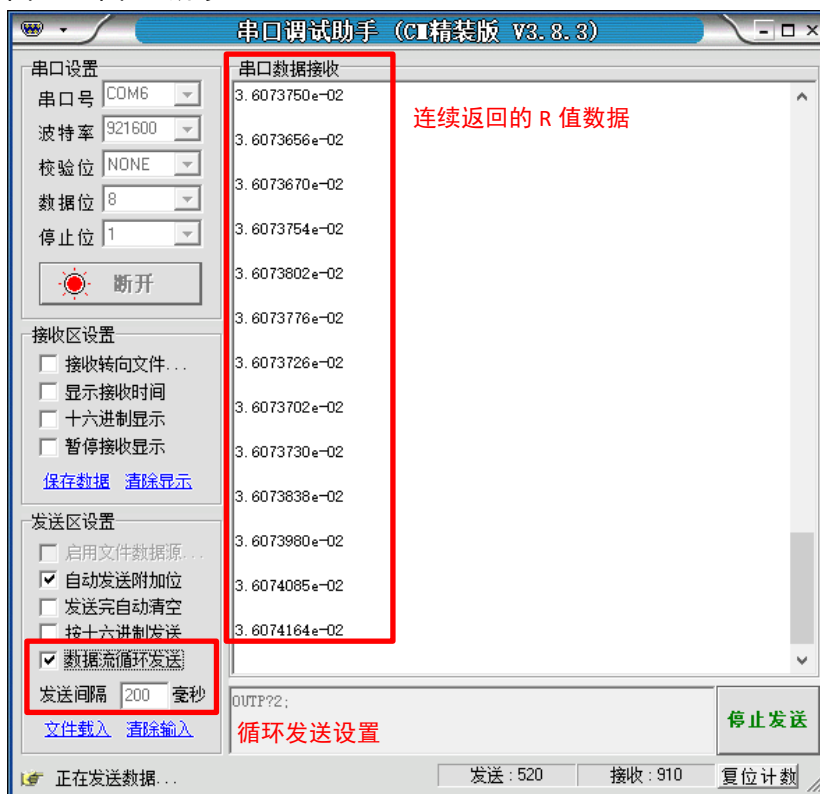 串口调试助手 (CM精装版 V3.8.3)
串口设置
串口号 COM6
波特率 921600
校验位 NONE
数据位 8
停止位 1
断开
接收区设置
接收转向文件...
显示接收时间
十六进制显示
暂停接收显示
保存数据 清除显示
发送区设置
启用文件数据源...
自动发送附加位
发送完自动清空
按十六进制发送
数据流循环发送
发送间隔 200 毫秒
文件载入 清除输入
串口数据接收
连续返回的 R 值数据
3.6073750e-02
3.6073656e-02
3.6073670e-02
3.6073754e-02
3.6073802e-02
3.6073776e-02
3.6073726e-02
3.6073702e-02
3.6073730e-02
3.6073838e-02
3.6073980e-02
3.6074085e-02
3.6074164e-02
OUTP?2;
循环发送设置
停止发送
正在发送数据...
发送:520
接收:910
复位计数